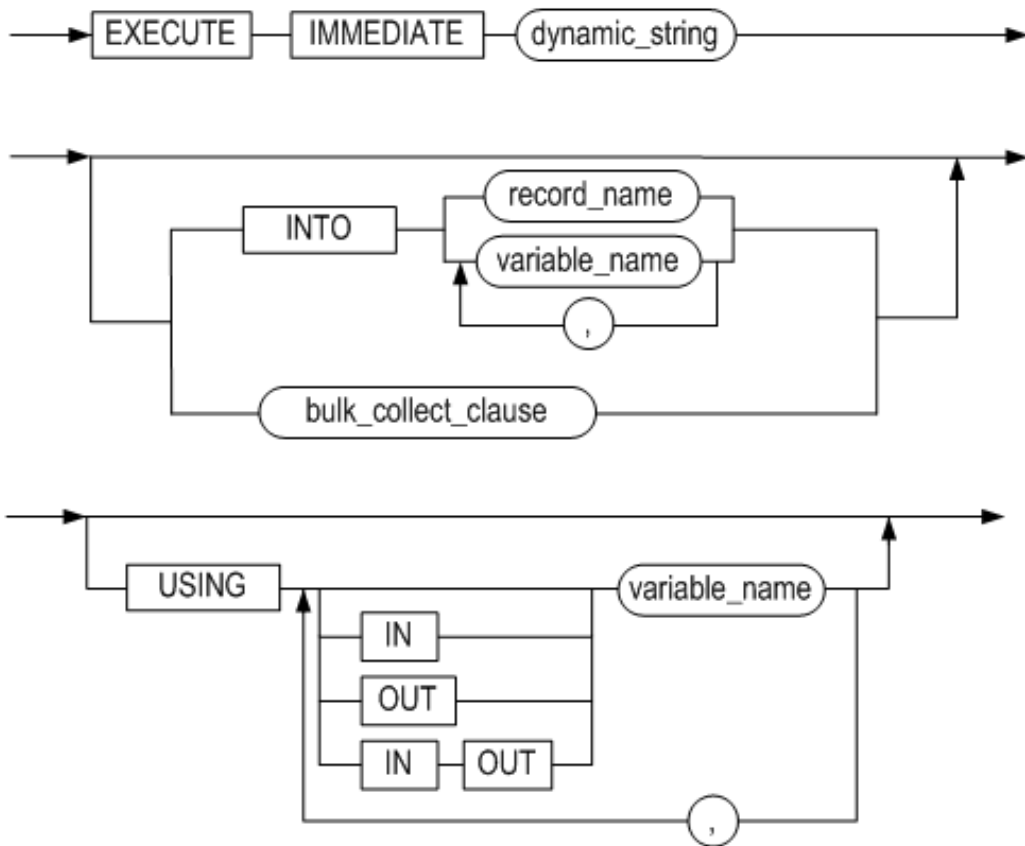 EXECUTE IMMEDIATE dynamic_string
record_name
INTO
variable_name
,
bulk_collect_clause
USING variable_name
IN
OUT
IN OUT
,